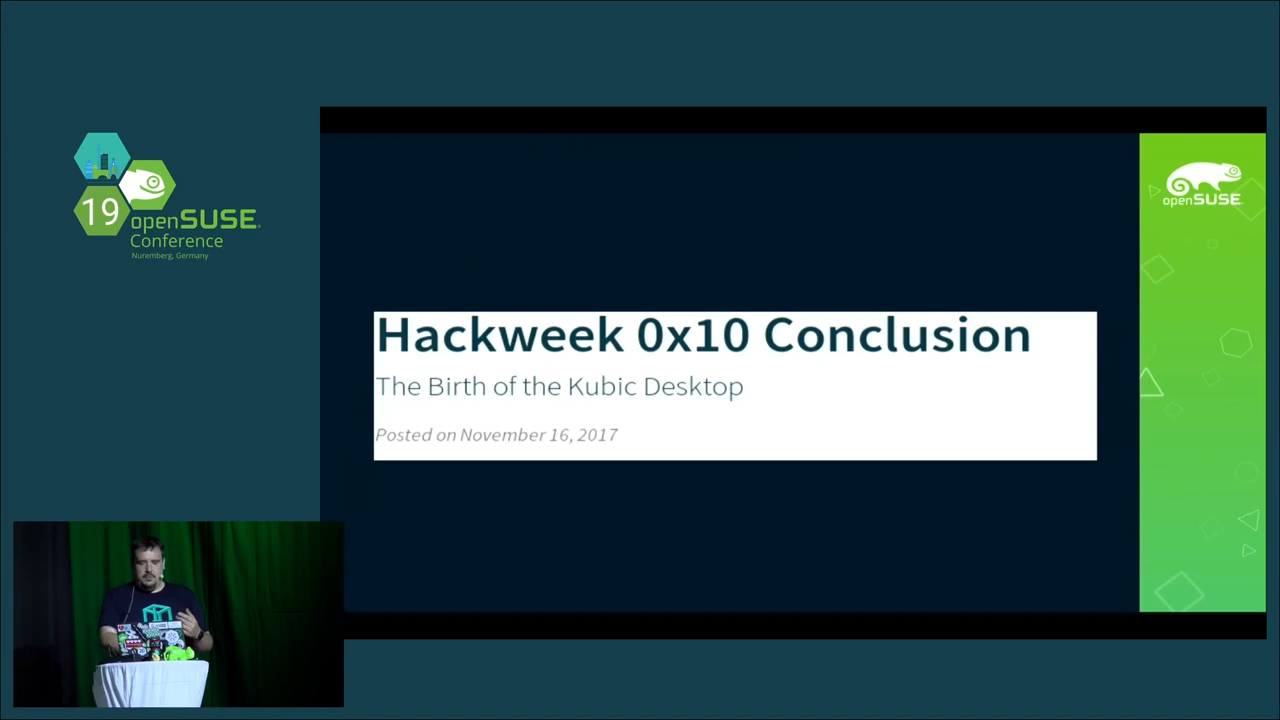 19
openSUSE
Conference
Nuremberg, Germany
openSUSE
Hackweek 0x10 Conclusion
The Birth of the Kubic Desktop
Posted on November 16, 2017